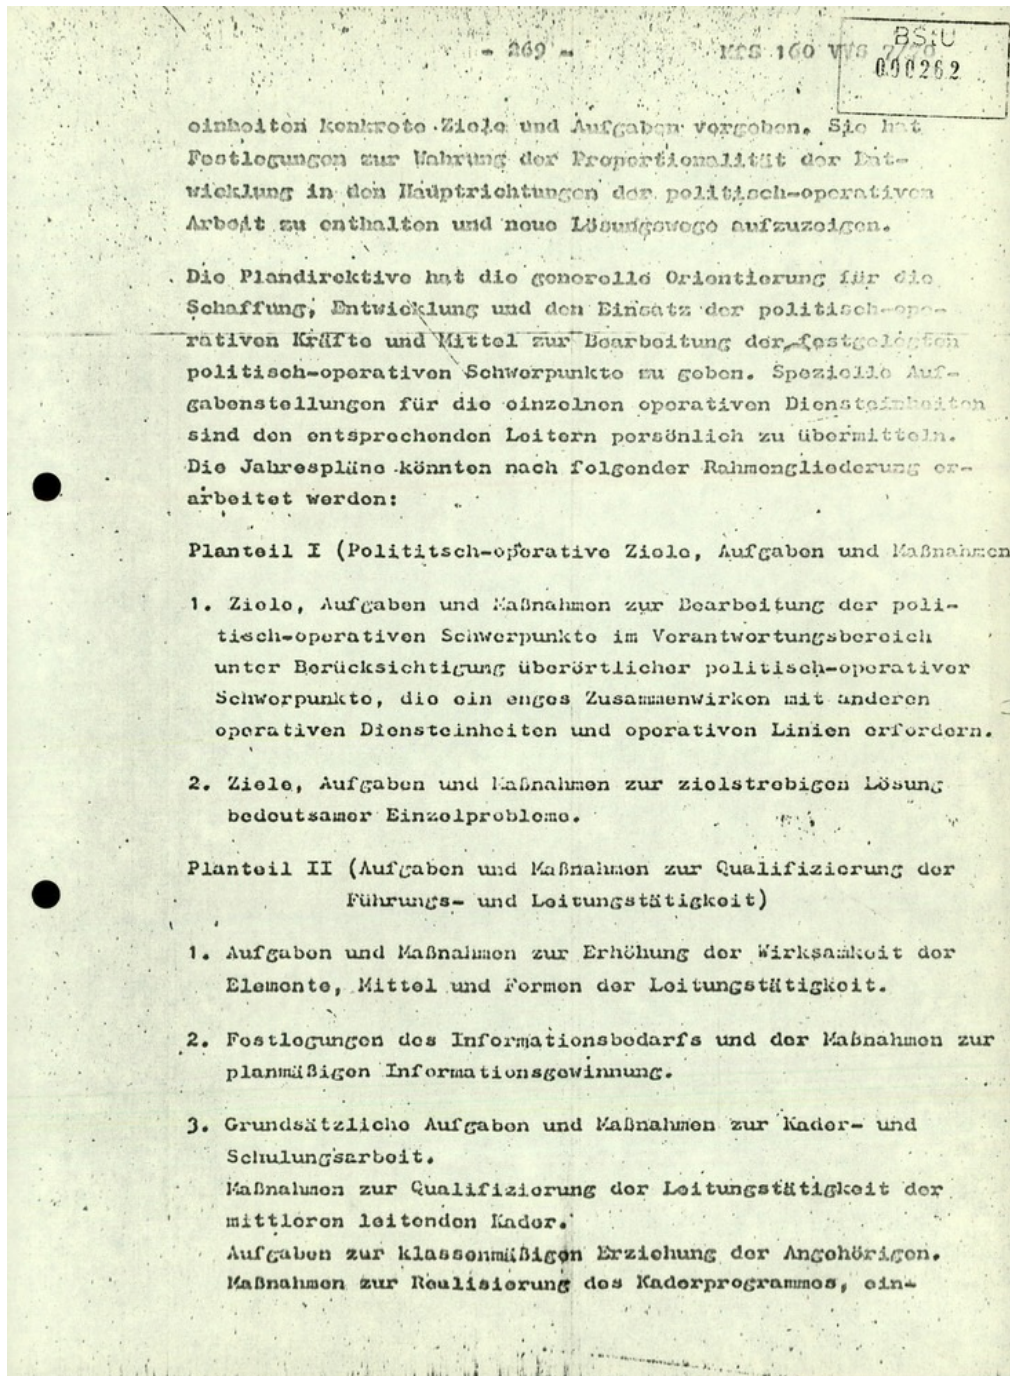 - 269 -
MfS 160 VVS 7/70
BStU
000262
einheiten konkrete Ziele und Aufgaben vorgeben. Sie hat
Festlegungen zur Wahrung der Proportionalität der Ent-
wicklung in den Hauptrichtungen der politisch-operativen
Arbeit zu enthalten und neue Lösungswege aufzuzeigen.
Die Plandirektive hat die generelle Orientierung für die
Schaffung, Entwicklung und den Einsatz der politisch-ope-
rativen Kräfte und Mittel zur Bearbeitung der festgelegten
politisch-operativen Schwerpunkte zu geben. Spezielle Auf-
gabenstellungen für die einzelnen operativen Diensteinheiten
sind den entsprechenden Leitern persönlich zu übermitteln.
Die Jahrespläne könnten nach folgender Rahmengliederung er-
arbeitet werden:
Planteil I (Polititsch-operative Ziele, Aufgaben und Maßnahmen
1. Ziele, Aufgaben und Maßnahmen zur Bearbeitung der poli-
tisch-operativen Schwerpunkte im Verantwortungsbereich
unter Berücksichtigung überörtlicher politisch-operativer
Schwerpunkte, die ein enges Zusammenwirken mit anderen
operativen Diensteinheiten und operativen Linien erfordern.
2. Ziele, Aufgaben und Maßnahmen zur zielstrebigen Lösung
bedeutsamer Einzelprobleme.
Planteil II (Aufgaben und Maßnahmen zur Qualifizierung der
Führungs- und Leitungstätigkeit)
1. Aufgaben und Maßnahmen zur Erhöhung der Wirksamkeit der
Elemente, Mittel und Formen der Leitungstätigkeit.
2. Festlegungen des Informationsbedarfs und der Maßnahmen zur
planmäßigen Informationsgewinnung.
3. Grundsätzliche Aufgaben und Maßnahmen zur Kader- und
Schulungsarbeit.
Maßnahmen zur Qualifizierung der Leitungstätigkeit der
mittleren leitenden Kader.
Aufgaben zur klassenmäßigen Erziehung der Angehörigen.
Maßnahmen zur Realisierung des Kaderprogrammes, ein-